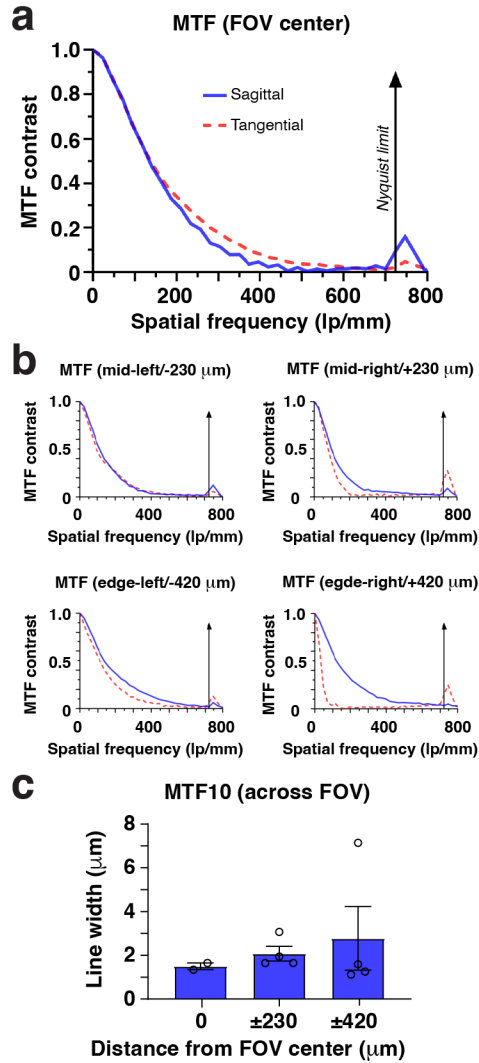 a
MTF (FOV center)
1.0
0.8
0.6
0.4
0.2
0
MTF contrast
Sagittal
Tangential
Nyquist limit
0 200 400 600 800
Spatial frequency (lp/mm)
b
MTF (mid-left/-230 μm)
1.0
0.5
0
MTF contrast
400 800
Spatial frequency (lp/mm)
MTF (mid-right/+230 μm)
1.0
0.5
0
MTF contrast
400 800
Spatial frequency (lp/mm)
MTF (edge-left/-420 μm)
1.0
0.5
0
MTF contrast
400 800
Spatial frequency (lp/mm)
MTF (egde-right/+420 μm)
1.0
0.5
0
MTF contrast
400 800
Spatial frequency (lp/mm)
c
MTF10 (across FOV)
8
6
4
2
0
Line width (μm)
0 ±230 ±420
Distance from FOV center (μm)